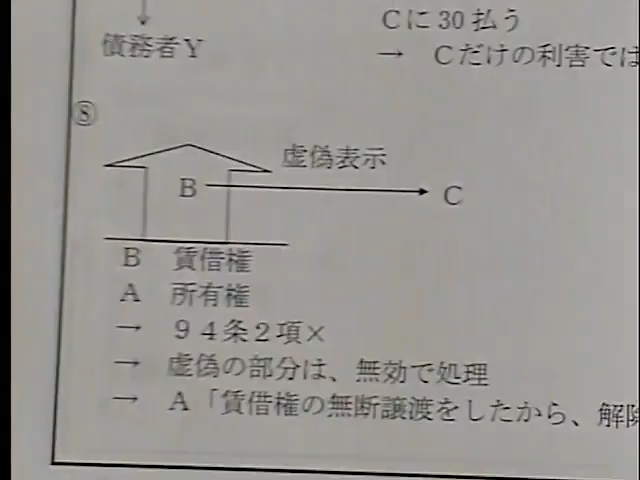 Cに30払う
債務者Y
→ Cだけの利害では
⑧
虚偽表示
B
C
B 賃借権
A 所有権
→ 94条2項×
→ 虚偽の部分は、無効で処理
→ A「賃借権の無断譲渡をしたから、解除